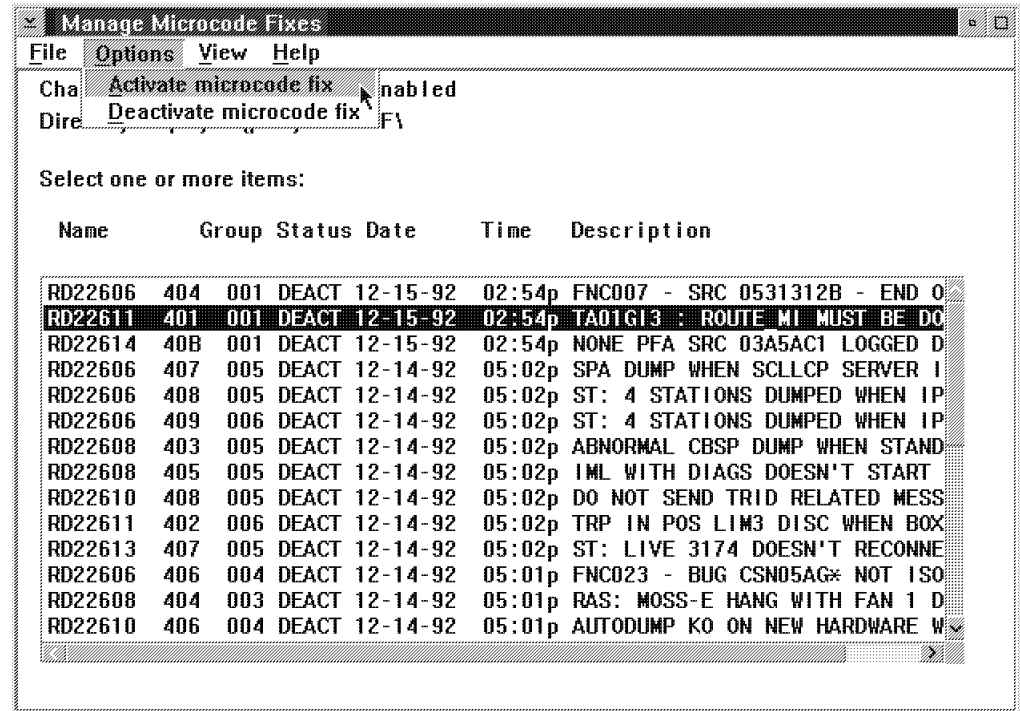 Manage Microcode Fixes
File Options View Help
Activate microcode fix
Deactivate microcode fix
Cha nabled
Dire F\
Select one or more items:
Name Group Status Date Time Description
RD22606 404 001 DEACT 12-15-92 02:54p FNC007 - SRC 0531312B - END O
RD22611 401 001 DEACT 12-15-92 02:54p TA01GI3 : ROUTE_MI MUST BE DO
RD22614 40B 001 DEACT 12-15-92 02:54p NONE PFA SRC 03A5AC1 LOGGED D
RD22606 407 005 DEACT 12-14-92 05:02p SPA DUMP WHEN SCLLCP SERVER I
RD22606 408 005 DEACT 12-14-92 05:02p ST: 4 STATIONS DUMPED WHEN IP
RD22606 409 006 DEACT 12-14-92 05:02p ST: 4 STATIONS DUMPED WHEN IP
RD22608 403 005 DEACT 12-14-92 05:02p ABNORMAL CBSP DUMP WHEN STAND
RD22608 405 005 DEACT 12-14-92 05:02p IML WITH DIAGS DOESN'T START
RD22610 408 005 DEACT 12-14-92 05:02p DO NOT SEND TRID RELATED MESS
RD22611 402 006 DEACT 12-14-92 05:02p TRP IN POS LIM3 DISC WHEN BOX
RD22613 407 005 DEACT 12-14-92 05:02p ST: LIVE 3174 DOESN'T RECONNE
RD22606 406 004 DEACT 12-14-92 05:01p FNC023 - BUG CSN05AG* NOT ISO
RD22608 404 003 DEACT 12-14-92 05:01p RAS: MOSS-E HANG WITH FAN 1 D
RD22610 406 004 DEACT 12-14-92 05:01p AUTODUMP KO ON NEW HARDWARE W